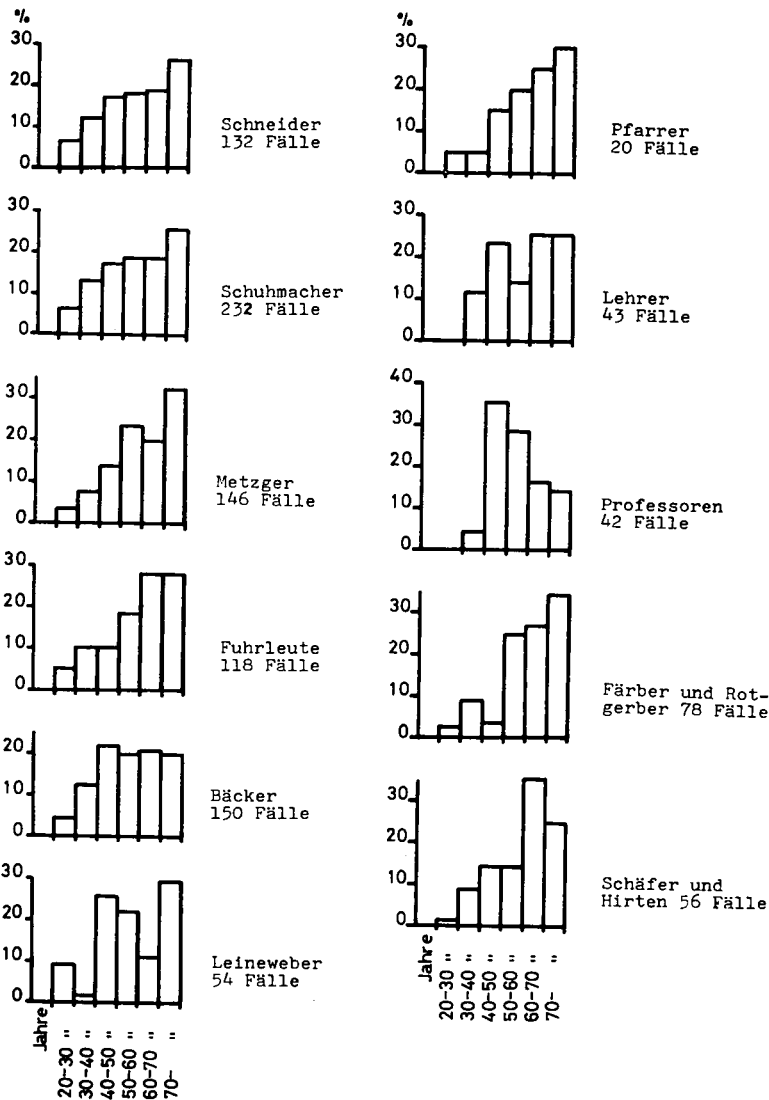 %
30
20
10
0
Schneider
132 Fälle
30
20
10
0
Schuhmacher
232 Fälle
30
20
10
0
Metzger
146 Fälle
30
20
10
0
Fuhrleute
118 Fälle
20
10
0
Bäcker
150 Fälle
30
20
10
0
Leineweber
54 Fälle
Jahre
20-30 "
30-40 "
40-50 "
50-60 "
60-70 "
70- "
%
30
20
10
0
Pfarrer
20 Fälle
30
20
10
0
Lehrer
43 Fälle
40
30
20
10
0
Professoren
42 Fälle
30
20
10
0
Färber und Rot-
gerber 78 Fälle
30
20
10
0
Schäfer und
Hirten 56 Fälle
Jahre
20-30 "
30-40 "
40-50 "
50-60 "
60-70 "
70- "